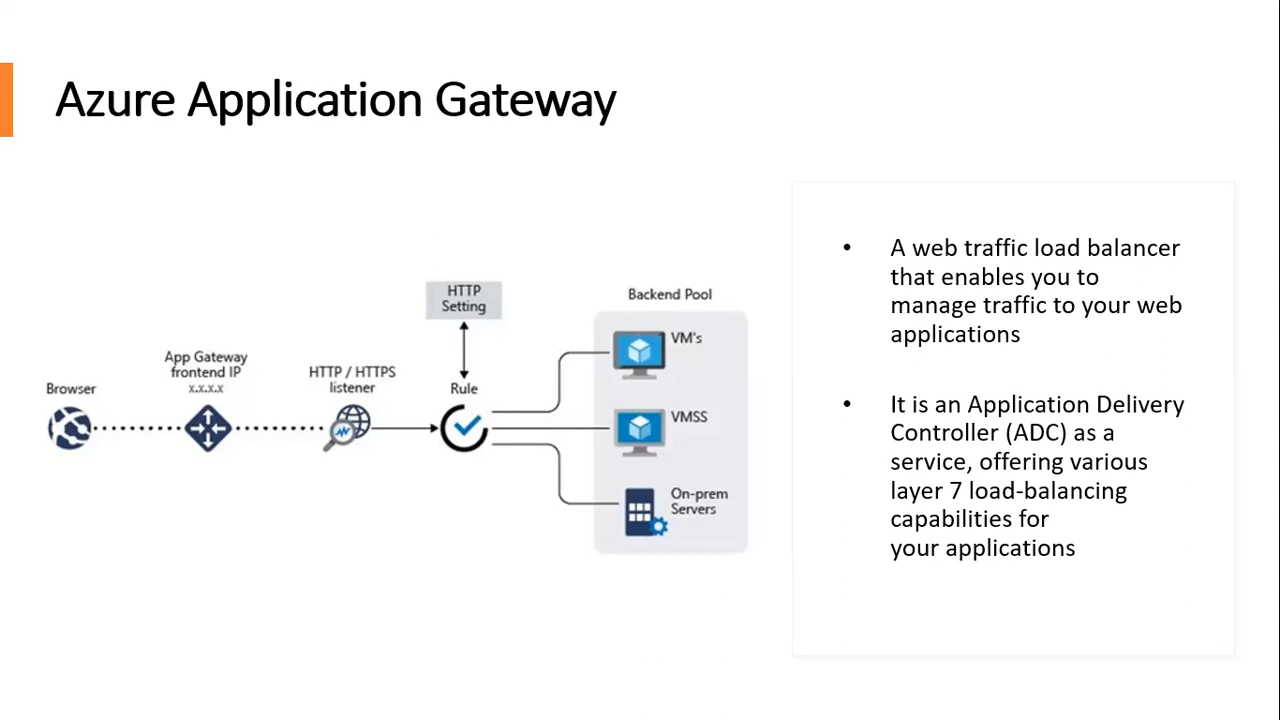 Azure Application Gateway
HTTP
Setting
Backend Pool
VM's
App Gateway
frontend IP
x.x.x.x
HTTP / HTTPS
listener
Browser
Rule
VMSS
On-prem
Servers
• A web traffic load balancer
that enables you to
manage traffic to your web
applications
• It is an Application Delivery
Controller (ADC) as a
service, offering various
layer 7 load-balancing
capabilities for
your applications